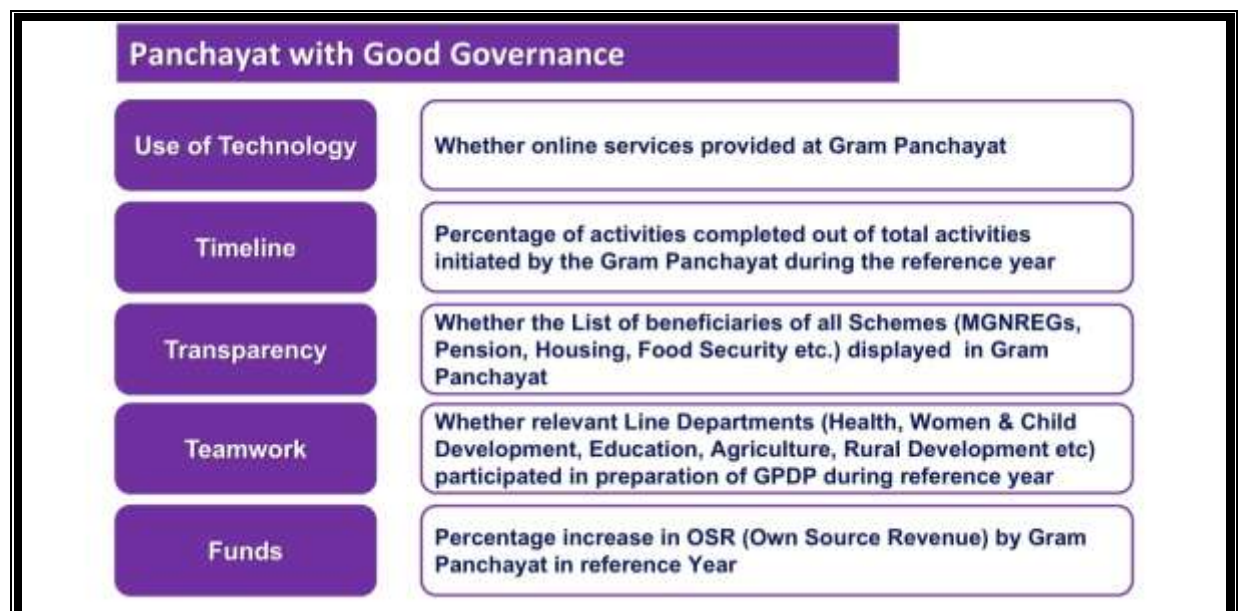 Panchayat with Good Governance
Use of Technology
Whether online services provided at Gram Panchayat
Timeline
Percentage of activities completed out of total activities
initiated by the Gram Panchayat during the reference year
Transparency
Whether the List of beneficiaries of all Schemes (MGNREGs,
Pension, Housing, Food Security etc.) displayed in Gram
Panchayat
Teamwork
Whether relevant Line Departments (Health, Women & Child
Development, Education, Agriculture, Rural Development etc)
participated in preparation of GPDP during reference year
Funds
Percentage increase in OSR (Own Source Revenue) by Gram
Panchayat in reference Year